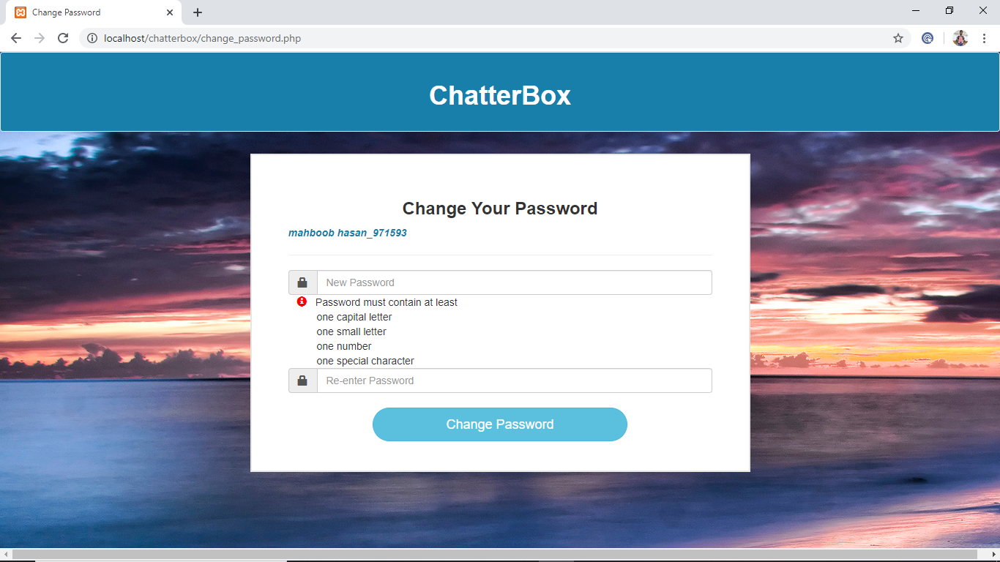 Change Password
localhost/chatterbox/change_password.php
ChatterBox
Change Your Password
mahboob hasan_971593
New Password
Password must contain at least
one capital letter
one small letter
one number
one special character
Re-enter Password
Change Password